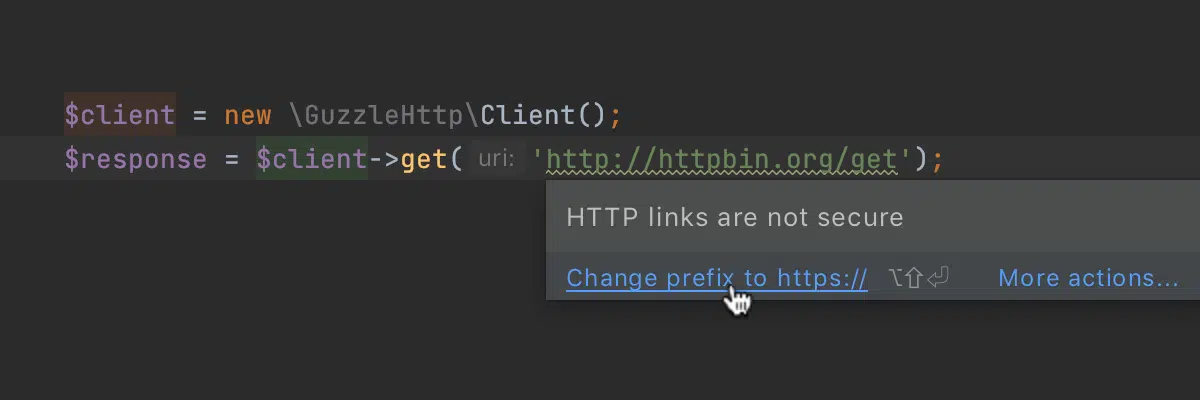 $client = new \GuzzleHttp\Client();
$response = $client->get( uri: 'http://httpbin.org/get');
HTTP links are not secure
Change prefix to https:// ⌥⇧⏎ More actions...